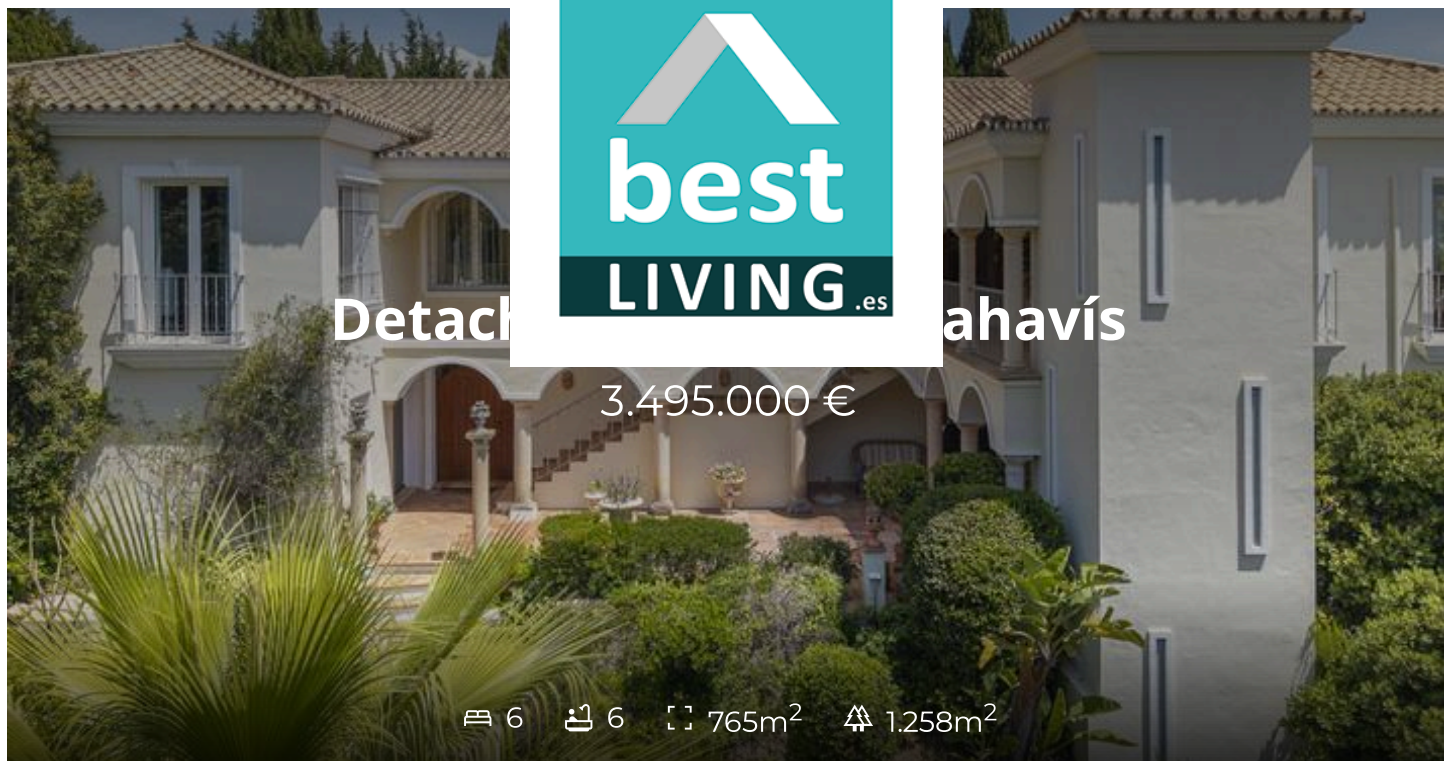 best
LIVING.es
Detach ahavís
3.495.000 €
6 6 765m² 1.258m²